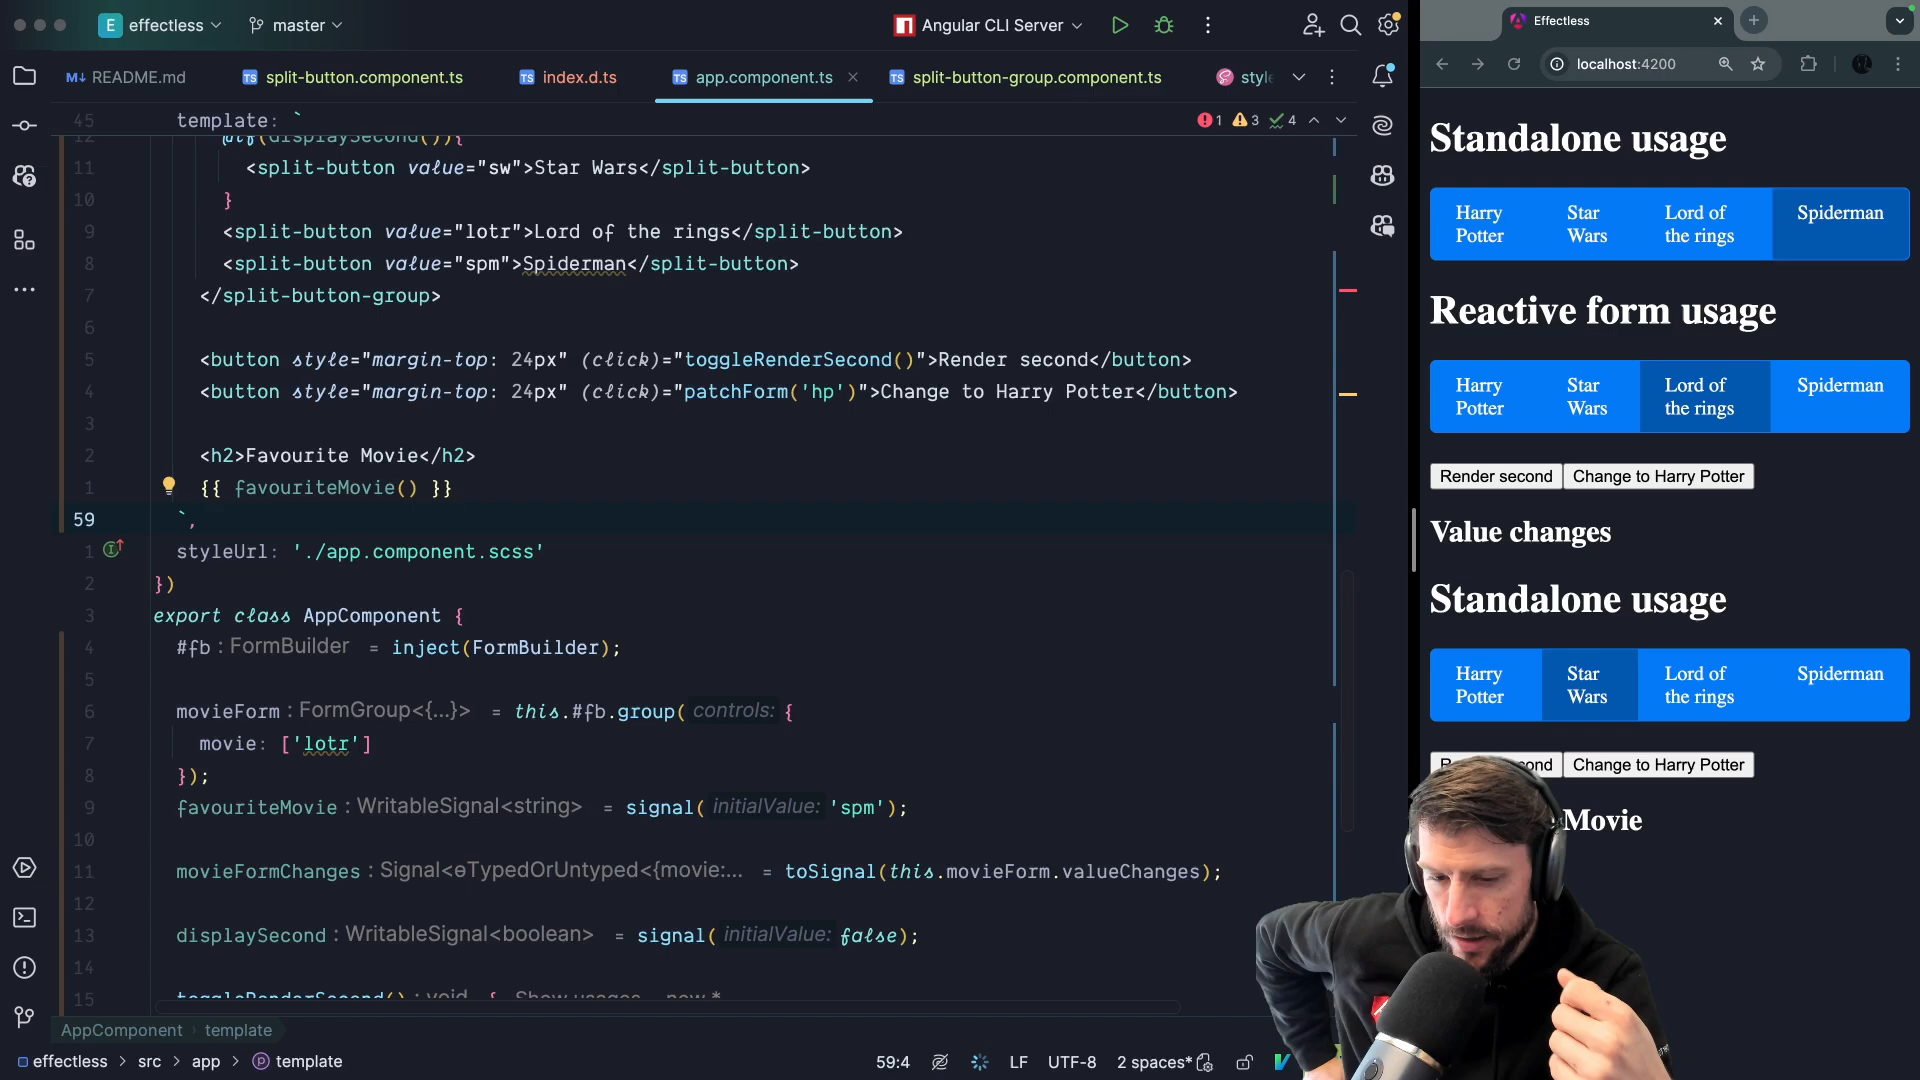 E effectless master Angular CLI Server
README.md split-button.component.ts index.d.ts app.component.ts split-button-group.component.ts style
45 template: ` 1 3 4
12 @if(displaySecond()){
11 <split-button value="sw">Star Wars</split-button>
10 }
9 <split-button value="lotr">Lord of the rings</split-button>
8 <split-button value="spm">Spiderman</split-button>
7 </split-button-group>
6
5 <button style="margin-top: 24px" (click)="toggleRenderSecond()">Render second</button>
4 <button style="margin-top: 24px" (click)="patchForm('hp')">Change to Harry Potter</button>
3
2 <h2>Favourite Movie</h2>
1 {{ favouriteMovie() }}
59 `,
1 styleUrl: './app.component.scss'
2 })
3 export class AppComponent {
4 #fb : FormBuilder = inject(FormBuilder);
5
6 movieForm : FormGroup<{...}> = this.#fb.group( controls: {
7 movie: ['lotr']
8 });
9 favouriteMovie : WritableSignal<string> = signal( initialValue: 'spm');
10
11 movieFormChanges : Signal<ɵTypedOrUntyped<{movie:... = toSignal(this.movieForm.valueChanges);
12
13 displaySecond : WritableSignal<boolean> = signal( initialValue: false);
14
15 toggleRenderSecond() : void { Show usages new *
AppComponent template
effectless > src > app > template 59:4 LF UTF-8 2 spaces*
Effectless
localhost:4200
Standalone usage
Harry Potter Star Wars Lord of the rings Spiderman
Reactive form usage
Harry Potter Star Wars Lord of the rings Spiderman
Render second Change to Harry Potter
Value changes
Standalone usage
Harry Potter Star Wars Lord of the rings Spiderman
ond Change to Harry Potter
Movie